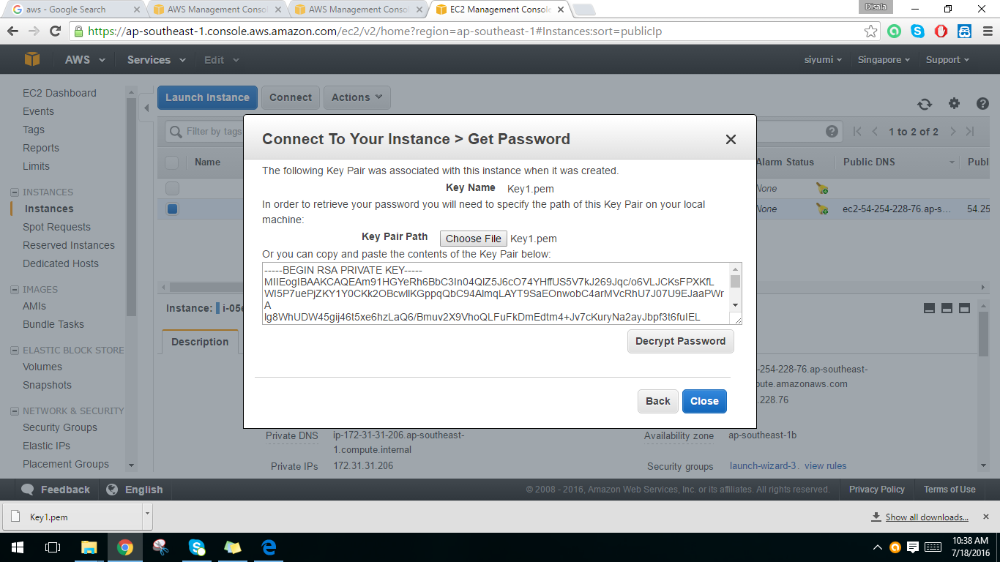 aws - Google Search
AWS Management Consol
AWS Management Consol
EC2 Management Console
Disala
https://ap-southeast-1.console.aws.amazon.com/ec2/v2/home?region=ap-southeast-1#Instances:sort=publicIp
AWS Services Edit siyumi Singapore Support
EC2 Dashboard
Events
Tags
Reports
Limits
INSTANCES
Instances
Spot Requests
Reserved Instances
Dedicated Hosts
IMAGES
AMIs
Bundle Tasks
ELASTIC BLOCK STORE
Volumes
Snapshots
NETWORK & SECURITY
Security Groups
Elastic IPs
Placement Groups
Launch Instance Connect Actions
Filter by tags
1 to 2 of 2
Name
Alarm Status Public DNS Publ
None
None ec2-54-254-228-76.ap-s... 54.25
Connect To Your Instance > Get Password
The following Key Pair was associated with this instance when it was created.
Key Name Key1.pem
In order to retrieve your password you will need to specify the path of this Key Pair on your local
machine:
Key Pair Path Choose File Key1.pem
Or you can copy and paste the contents of the Key Pair below:
-----BEGIN RSA PRIVATE KEY-----
Decrypt Password
Back Close
Instance: i-05
Description
-254-228-76.ap-southeast-
pute.amazonaws.com
.228.76
Private DNS ip-172-31-31-206.ap-southeast-
1.compute.internal
Availability zone ap-southeast-1b
Private IPs 172.31.31.206
Security groups launch-wizard-3. view rules
Feedback English
© 2008 - 2016, Amazon Web Services, Inc. or its affiliates. All rights reserved. Privacy Policy Terms of Use
Key1.pem
Show all downloads...
10:38 AM
7/18/2016